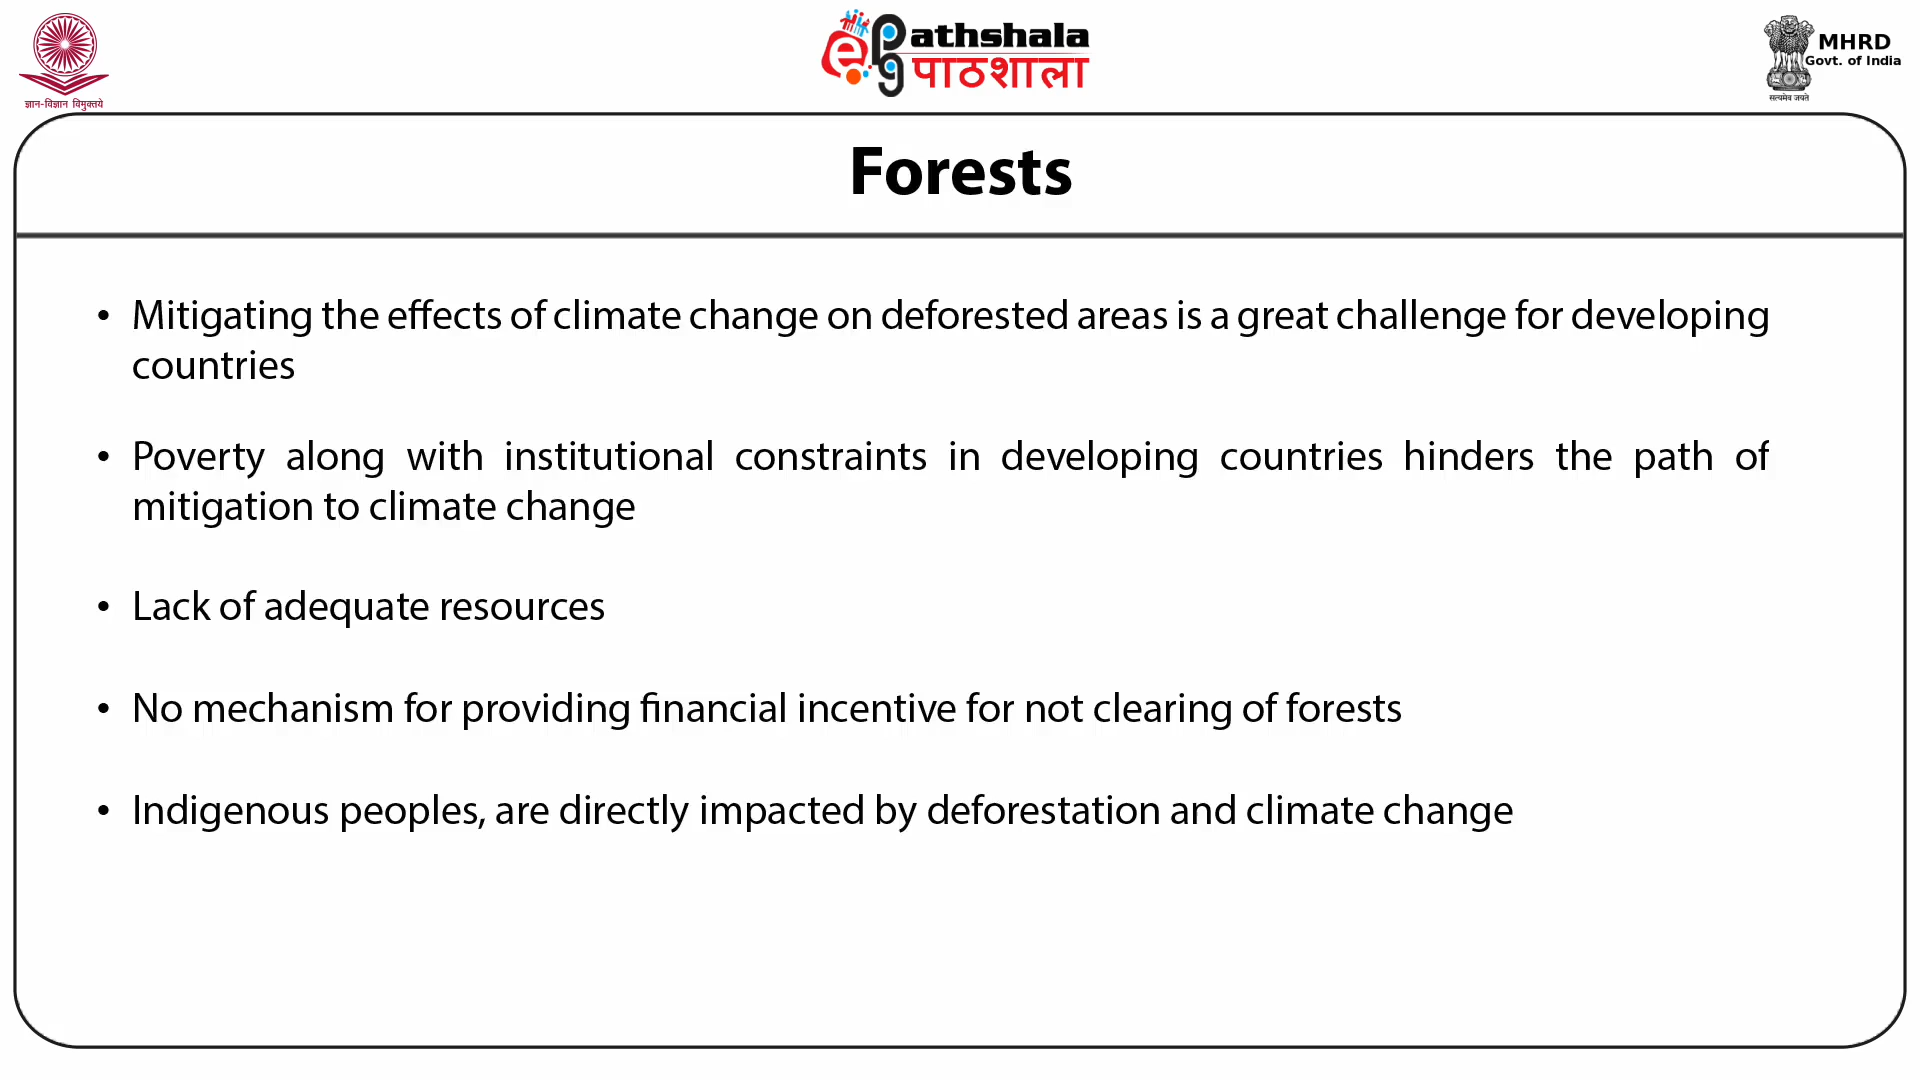 ज्ञान-विज्ञान विमुक्तये
ePathshala
पाठशाला
MHRD
Govt. of India
सत्यमेव जयते
Forests
• Mitigating the effects of climate change on deforested areas is a great challenge for developing
countries
• Poverty along with institutional constraints in developing countries hinders the path of
mitigation to climate change
• Lack of adequate resources
• No mechanism for providing financial incentive for not clearing of forests
• Indigenous peoples, are directly impacted by deforestation and climate change